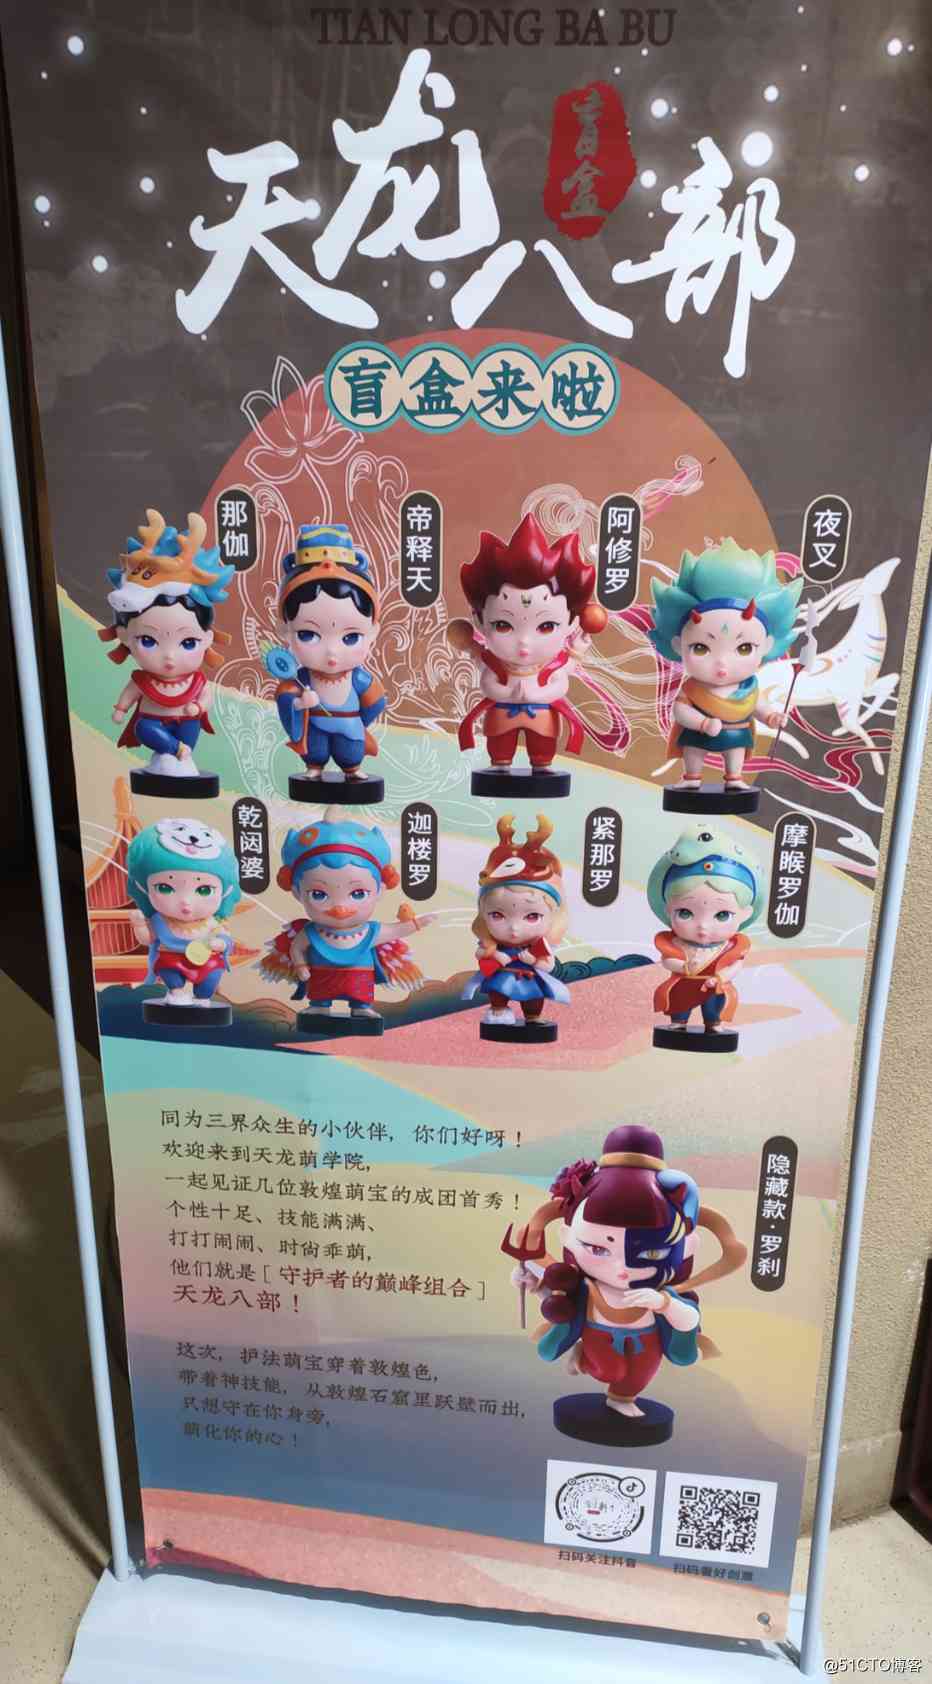 TIAN LONG BA BU
天龙八部
盲盒
盲盒来啦
那伽
帝释天
阿修罗
夜叉
乾闼婆
迦楼罗
紧那罗
摩睺罗伽
同为三界众生的小伙伴，你们好呀！
欢迎来到天龙萌学院，
一起见证几位敦煌萌宝的成团首秀！
个性十足、技能满满、
打打闹闹、时尚乖萌，
他们就是[守护者的巅峰组合]
天龙八部！
隐藏款·罗刹
这次，护法萌宝穿着敦煌色，
带着神技能，从敦煌石窟里跃壁而出，
只想守在你身旁，
萌化你的心！
扫码关注抖音
扫码看好创意
@51CTO博客